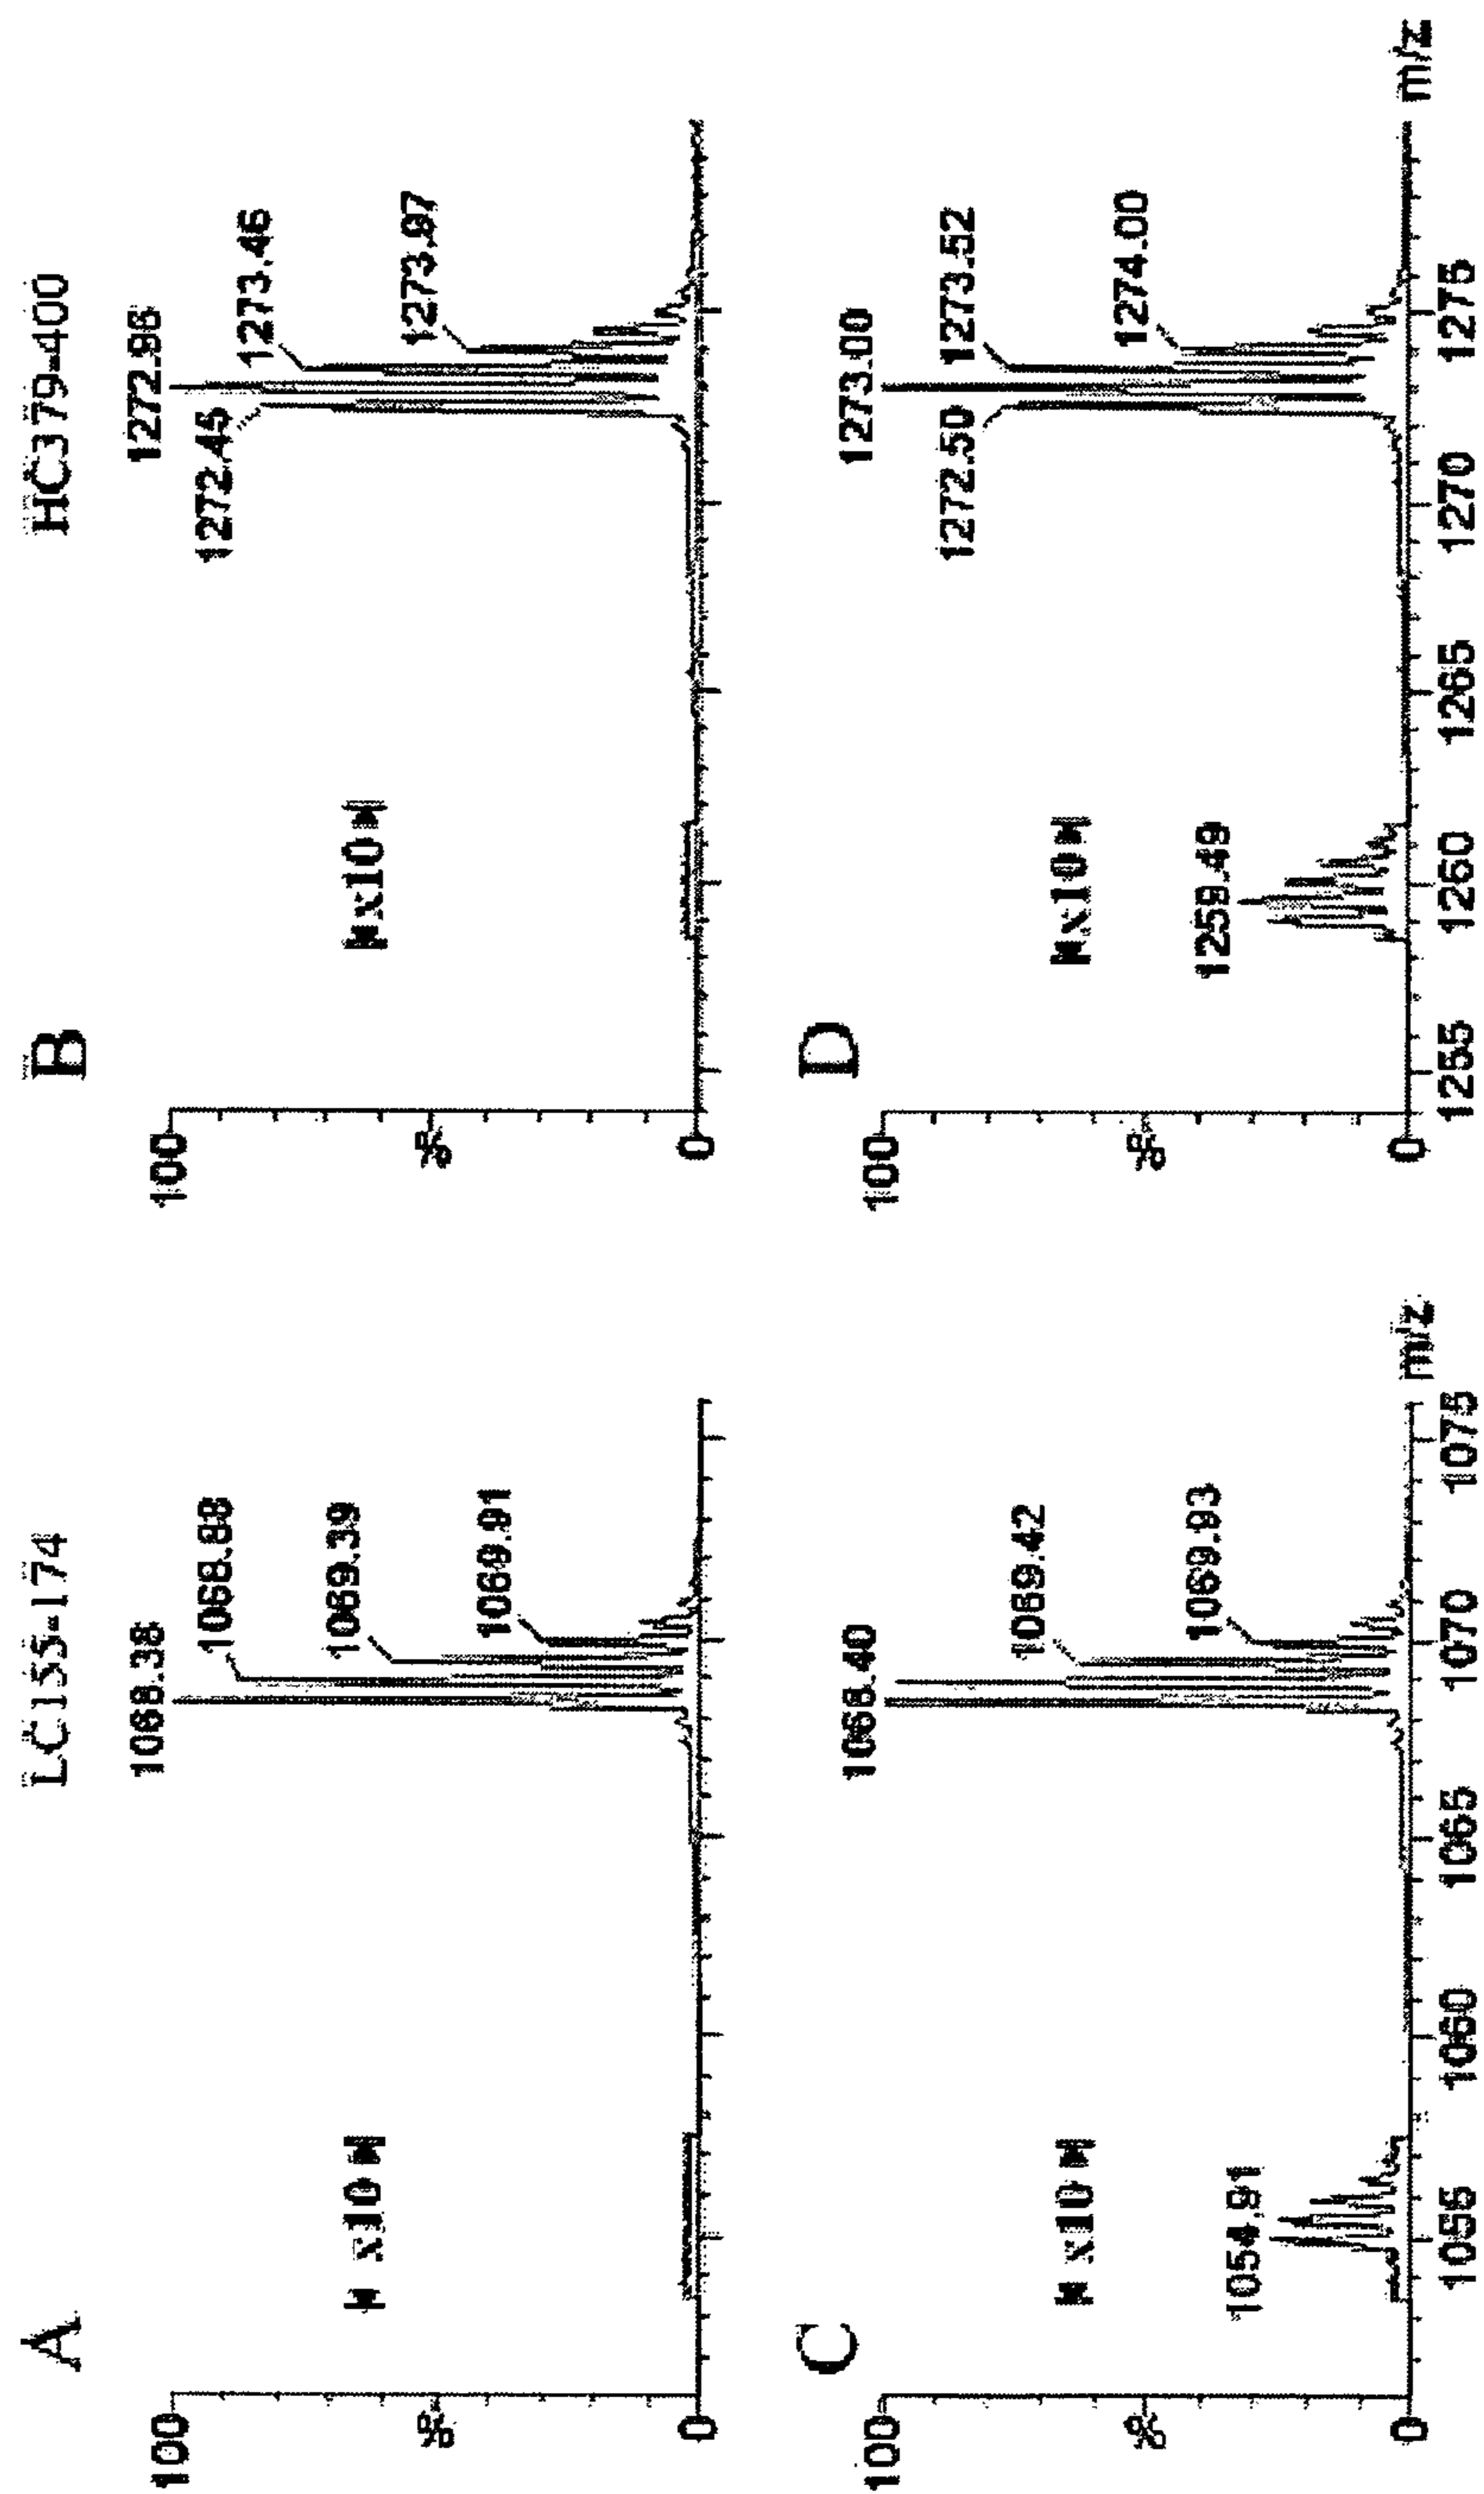 A
LC155-174
100
%
0
1068.38
1068.88
1069.39
1069.91
x10
B
HC379-400
100
%
0
1272.45
1272.98
1273.46
1273.97
x10
C
100
%
0
1068.40
1069.42
1069.93
1054.91
x10
1055 1060 1065 1070 1075 m/z
D
100
%
0
1272.50
1273.00
1273.52
1274.00
1259.49
x10
1255 1260 1265 1270 1275 m/z